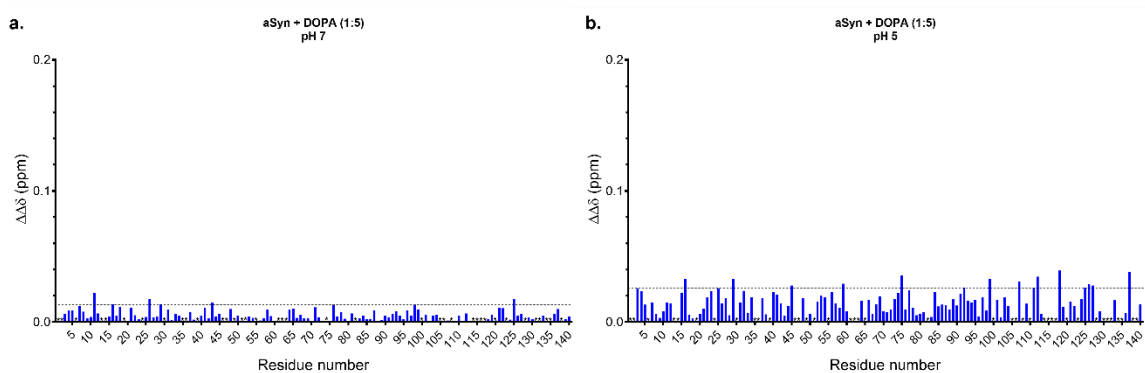 a.
aSyn + DOPA (1:5)
pH 7
0.2
0.1
0.0
ΔΔδ (ppm)
5 10 15 20 25 30 35 40 45 50 55 60 65 70 75 80 85 90 95 100 105 110 115 120 125 130 135 140
Residue number
b.
aSyn + DOPA (1:5)
pH 5
0.2
0.1
0.0
ΔΔδ (ppm)
5 10 15 20 25 30 35 40 45 50 55 60 65 70 75 80 85 90 95 100 105 110 115 120 125 130 135 140
Residue number